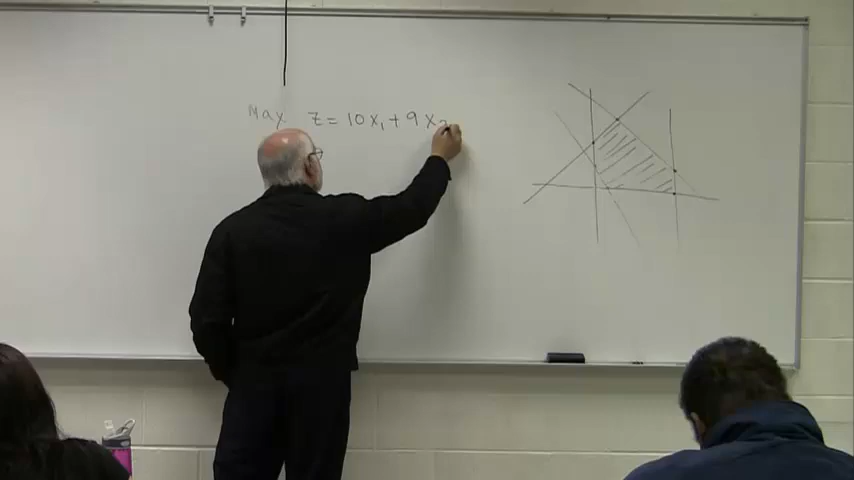 Max z = 10x₁ + 9x₂